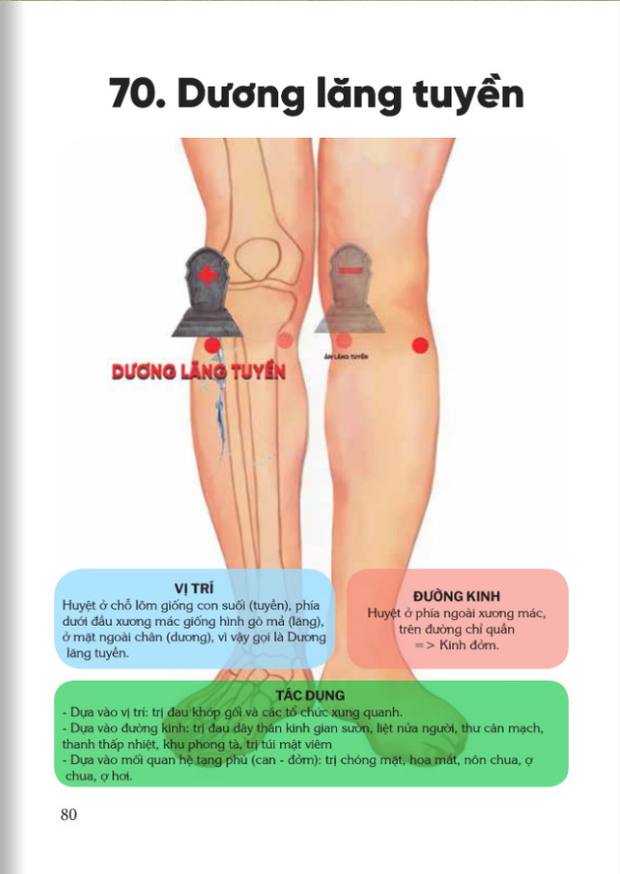 70. Dương lăng tuyền
DƯƠNG LĂNG TUYỀN
ÂM LĂNG TUYỀN
VỊ TRÍ
Huyệt ở chỗ lõm giống con suối (tuyền), phía
dưới đầu xương mác giống hình gò mả (lăng),
ở mặt ngoài chân (dương), vì vậy gọi là Dương
lăng tuyền.
ĐƯỜNG KINH
Huyệt ở phía ngoài xương mác,
trên đường chỉ quần
=> Kinh đởm.
TÁC DỤNG
- Dựa vào vị trí: trị đau khớp gối và các tổ chức xung quanh.
- Dựa vào đường kinh: trị đau dây thần kinh gian sườn, liệt nửa người, thư cân mạch,
thanh thấp nhiệt, khu phong tà, trị túi mật viêm
- Dựa vào mối quan hệ tạng phủ (can - đởm): trị chóng mặt, hoa mắt, nôn chua, ợ
chua, ợ hơi.
80